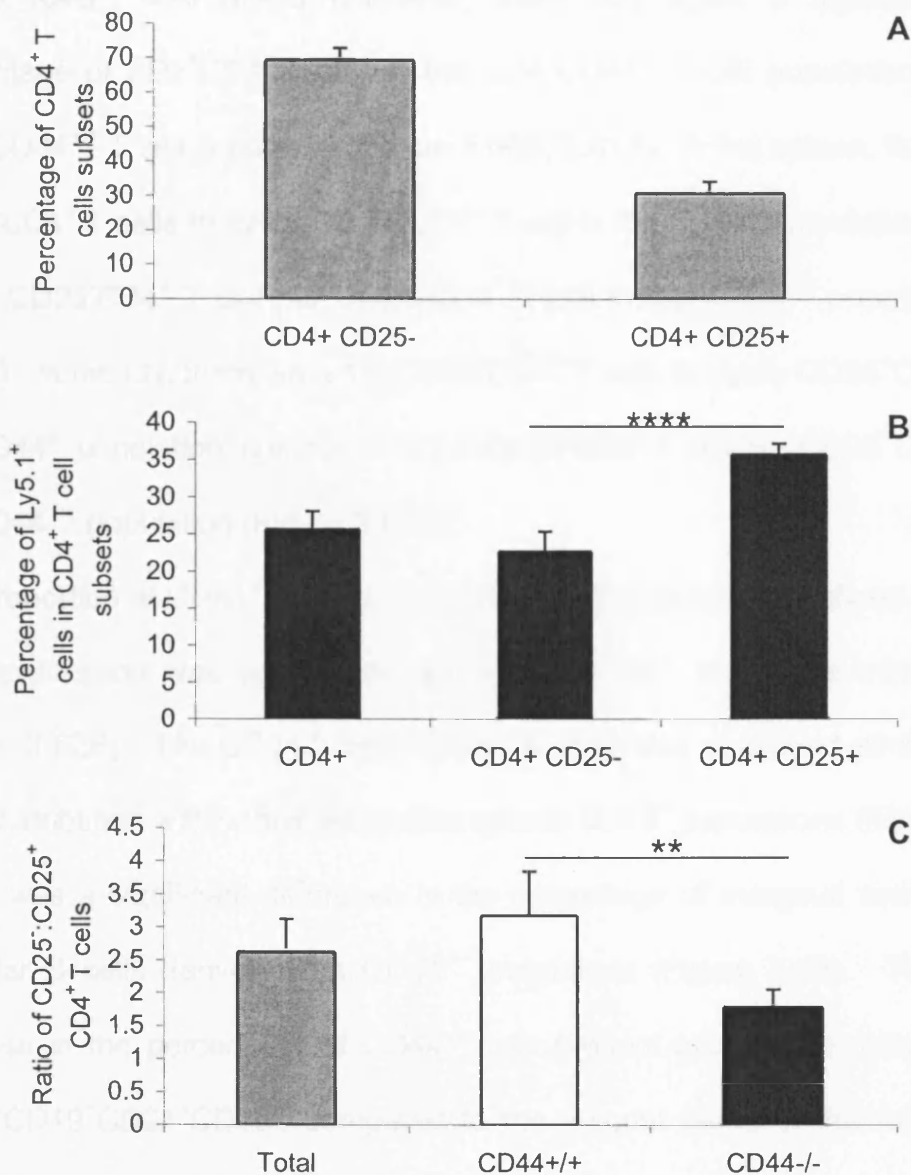 A
Percentage of CD4⁺ T
cells subsets
80
70
60
50
40
30
20
10
0
CD4+ CD25-
CD4+ CD25+
B
Percentage of Ly5.1⁺
cells in CD4⁺ T cell
subsets
40
35
30
25
20
15
10
5
0
****
CD4+
CD4+ CD25-
CD4+ CD25+
C
Ratio of CD25⁻:CD25⁺
CD4⁺T cells
4.5
4
3.5
3
2.5
2
1.5
1
0.5
0
**
Total
CD44+/+
CD44-/-